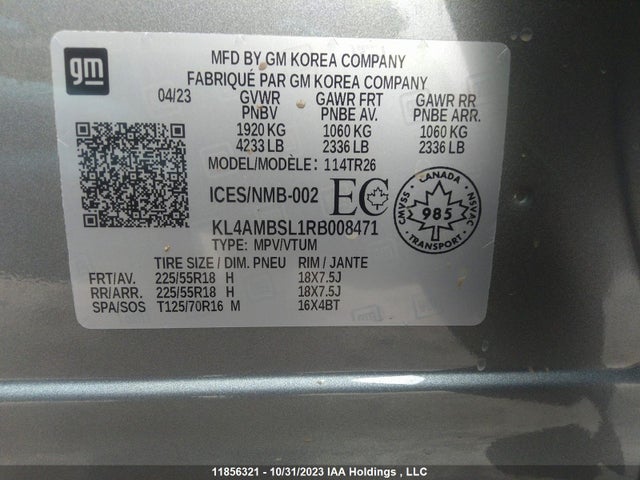 gm
MFD BY GM KOREA COMPANY
FABRIQUÉ PAR GM KOREA COMPANY
04/23 GVWR GAWR FRT GAWR RR
PNBV PNBE AV. PNBE ARR.
1920 KG 1060 KG 1060 KG
4233 LB 2336 LB 2336 LB
MODEL/MODÈLE: 114TR26
ICES/NMB-002 EC
CANADA
CMVSS 985 NSVAC
TRANSPORT
KL4AMBSL1RB008471
TYPE: MPV/VTUM
TIRE SIZE / DIM. PNEU RIM / JANTE
FRT/AV. 225/55R18 H 18X7.5J
RR/ARR. 225/55R18 H 18X7.5J
SPA/SOS T125/70R16 M 16X4BT
11856321 - 10/31/2023 IAA Holdings , LLC